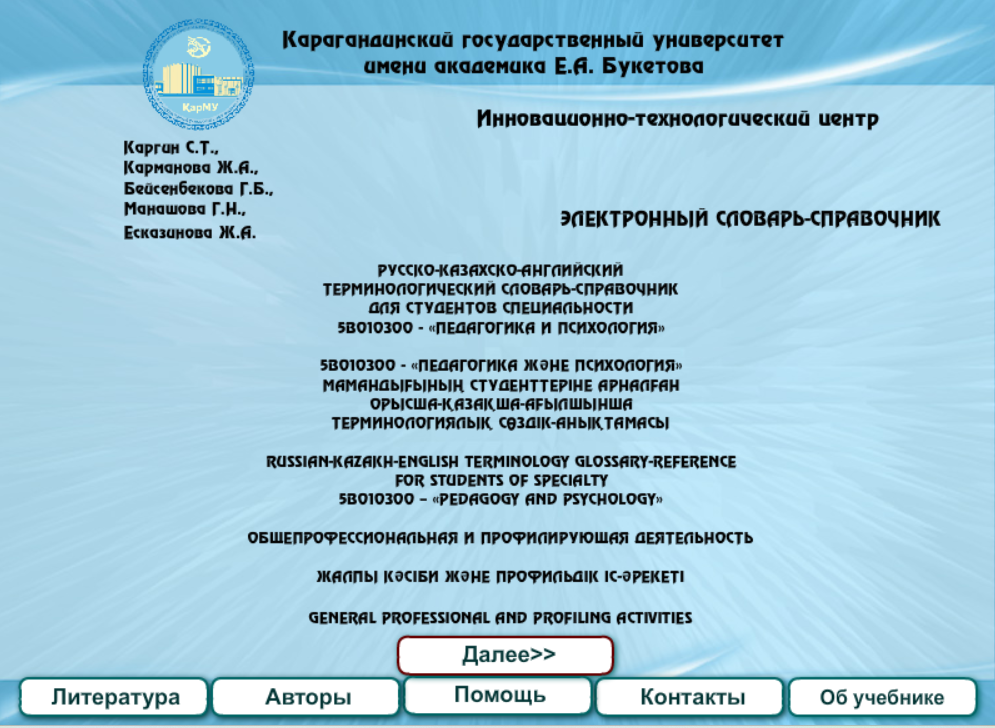 Карагандинский государственный университет
имени академика Е.А. Букетова
ҚарМУ
Инновационно-технологический центр
Каргин С.Т.,
Карманова Ж.А.,
Бейсенбекова Г.Б.,
Манашова Г.Н.,
Есказинова Ж.А.
ЭЛЕКТРОННЫЙ СЛОВАРЬ-СПРАВОЧНИК
РУССКО-КАЗАХСКО-АНГЛИЙСКИЙ
ТЕРМИНОЛОГИЧЕСКИЙ СЛОВАРЬ-СПРАВОЧНИК
ДЛЯ СТУДЕНТОВ СПЕЦИАЛЬНОСТИ
5В010300 - «ПЕДАГОГИКА И ПСИХОЛОГИЯ»
5В010300 - «ПЕДАГОГИКА ЖӘНЕ ПСИХОЛОГИЯ»
МАМАНДЫҒЫНЫҢ СТУДЕНТТЕРІНЕ АРНАЛҒАН
ОРЫСША-ҚАЗАҚША-АҒЫЛШЫНША
ТЕРМИНОЛОГИЯЛЫҚ СӨЗДІК-АНЫҚТАМАСЫ
RUSSIAN-KAZAKH-ENGLISH TERMINOLOGY GLOSSARY-REFERENCE
FOR STUDENTS OF SPECIALTY
5B010300 – «PEDAGOGY AND PSYCHOLOGY»
ОБЩЕПРОФЕССИОНАЛЬНАЯ И ПРОФИЛИРУЮЩАЯ ДЕЯТЕЛЬНОСТЬ
ЖАЛПЫ КӘСІБИ ЖӘНЕ ПРОФИЛЬДІК ІС-ӘРЕКЕТІ
GENERAL PROFESSIONAL AND PROFILING ACTIVITIES
Далее>>
Литература
Авторы
Помощь
Контакты
Об учебнике